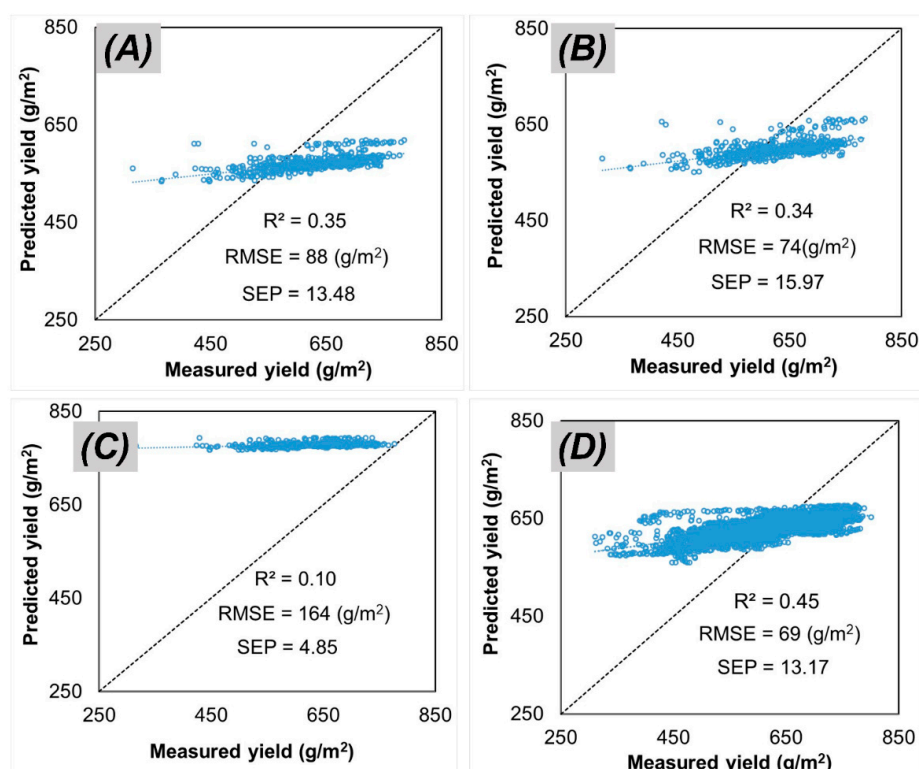 (A)
850
650
450
250
Predicted yield (g/m²)
R² = 0.35
RMSE = 88 (g/m²)
SEP = 13.48
250 450 650 850
Measured yield (g/m²)
(B)
850
650
450
250
Predicted yield (g/m²)
R² = 0.34
RMSE = 74(g/m²)
SEP = 15.97
250 450 650 850
Measured yield (g/m²)
(C)
850
650
450
250
Predicted yield (g/m²)
R² = 0.10
RMSE = 164 (g/m²)
SEP = 4.85
250 450 650 850
Measured yield (g/m²)
(D)
850
650
450
250
Predicted yield (g/m²)
R² = 0.45
RMSE = 69 (g/m²)
SEP = 13.17
250 450 650 850
Measured yield (g/m²)